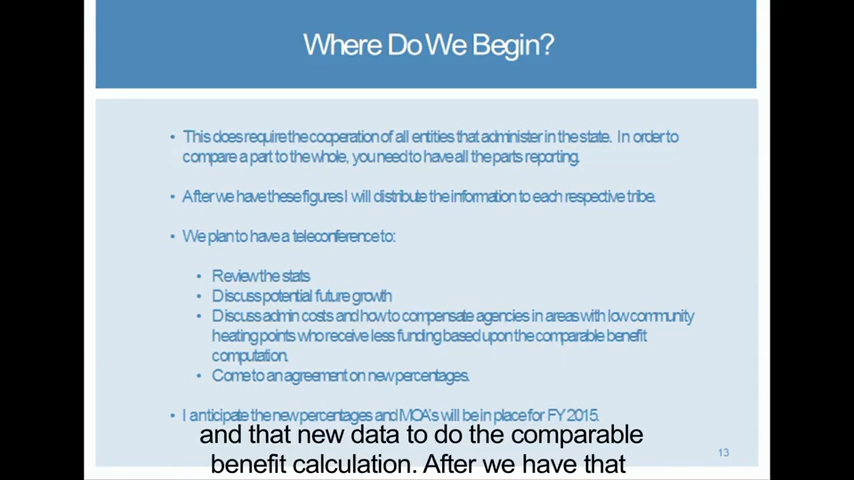 Where Do We Begin?
• This does require the cooperation of all entities that administer in the state. In order to
compare a part to the whole, you need to have all the parts reporting.
• After we have these figures I will distribute the information to each respective tribe.
• We plan to have a teleconference to:
• Review the stats
• Discuss potential future growth
• Discuss admin costs and how to compensate agencies in areas with low community
heating points who receive less funding based upon the comparable benefit
computation.
• Come to an agreement on new percentages.
• I anticipate the new percentages and MOA's will be in place for FY 2015.
and that new data to do the comparable
benefit calculation. After we have that
13